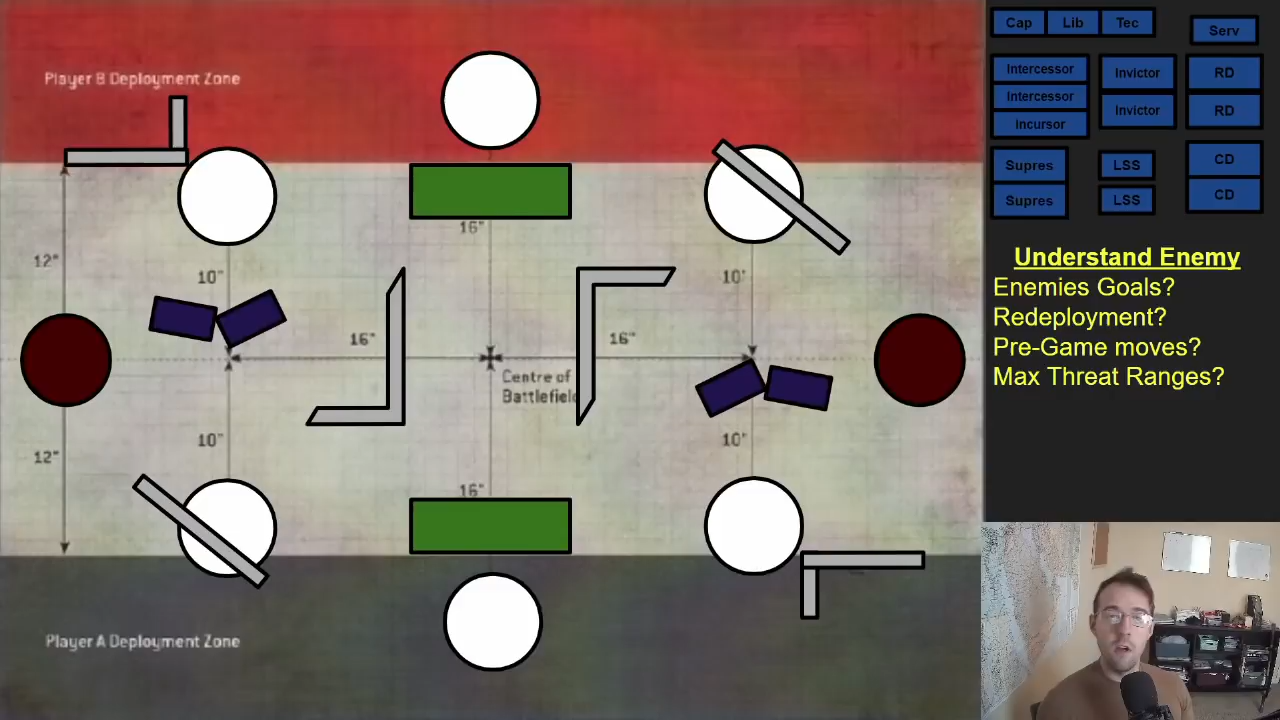 Player B Deployment Zone
12"
10"
16"
10'
16"
16"
Centre of
Battlefield
12"
10"
10"
16"
Player A Deployment Zone
Cap Lib Tec
Serv
Intercessor
Intercessor
Incursor
Invictor
Invictor
RD
RD
Supres
Supres
LSS
LSS
CD
CD
Understand Enemy
Enemies Goals?
Redeployment?
Pre-Game moves?
Max Threat Ranges?